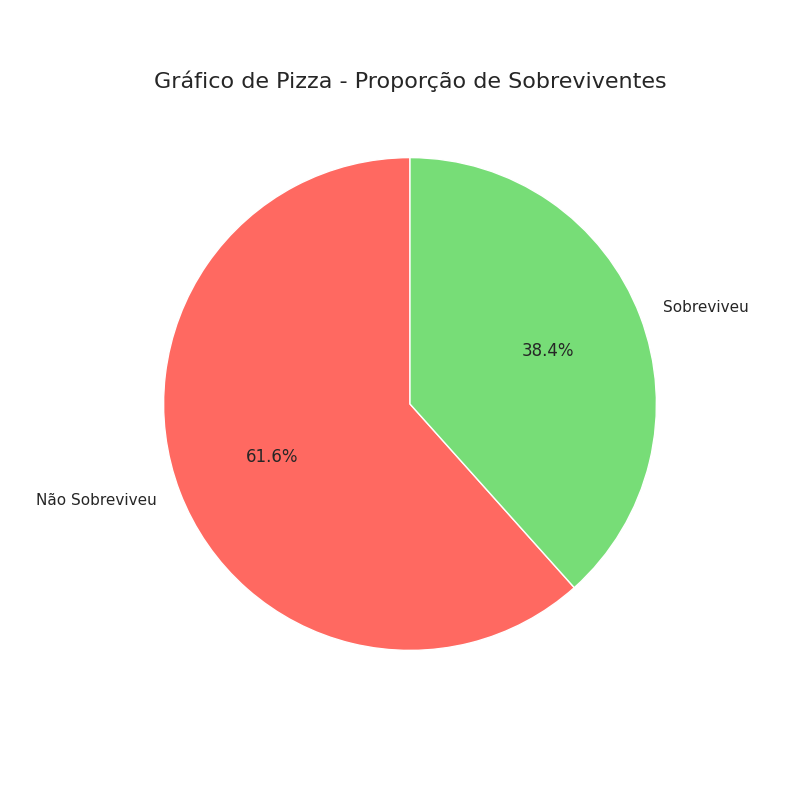 Gráfico de Pizza - Proporção de Sobreviventes
Sobreviveu
38.4%
61.6%
Não Sobreviveu